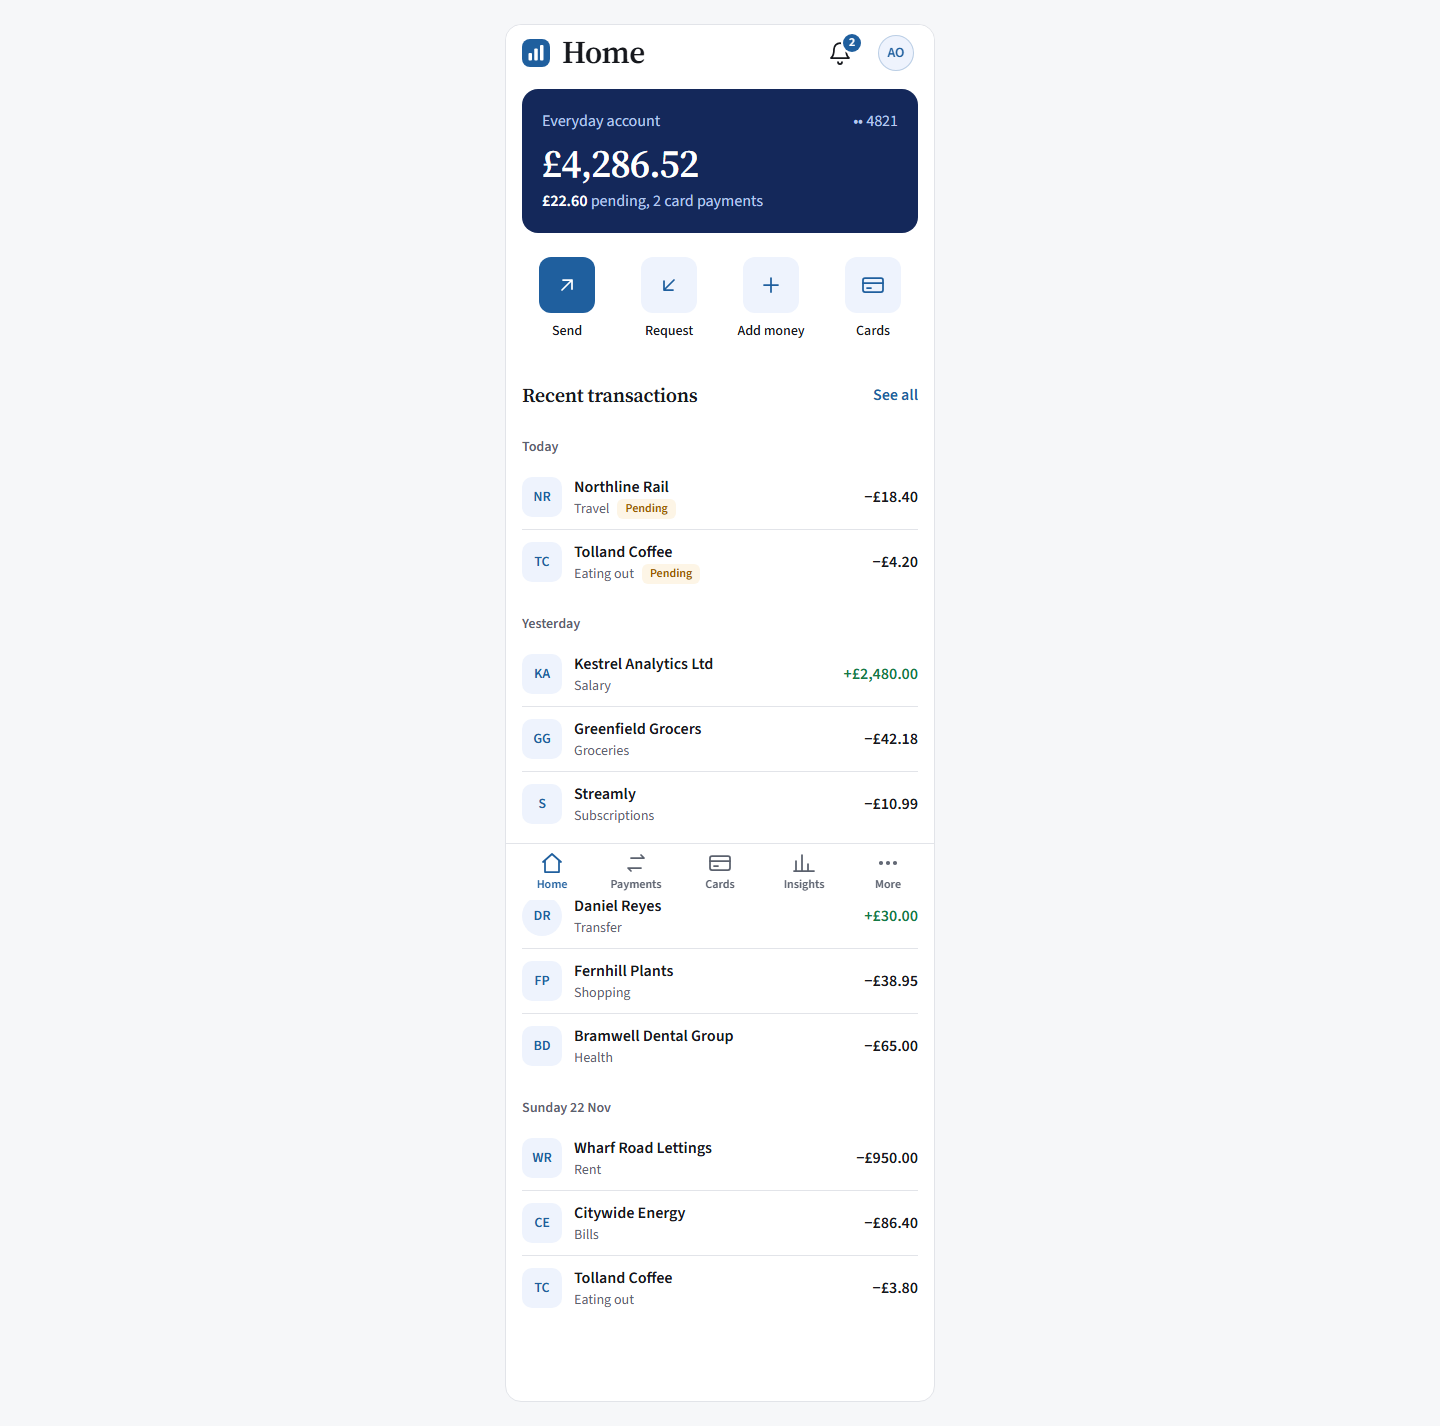 Home
2
AO
Everyday account
•• 4821
£4,286.52
£22.60 pending, 2 card payments
Send
Request
Add money
Cards
Recent transactions
See all
Today
NR
Northline Rail
−£18.40
Travel
Pending
TC
Tolland Coffee
−£4.20
Eating out
Pending
Yesterday
KA
Kestrel Analytics Ltd
+£2,480.00
Salary
GG
Greenfield Grocers
−£42.18
Groceries
S
Streamly
−£10.99
Subscriptions
Home
Payments
Cards
Insights
More
DR
Daniel Reyes
+£30.00
Transfer
FP
Fernhill Plants
−£38.95
Shopping
BD
Bramwell Dental Group
−£65.00
Health
Sunday 22 Nov
WR
Wharf Road Lettings
−£950.00
Rent
CE
Citywide Energy
−£86.40
Bills
TC
Tolland Coffee
−£3.80
Eating out